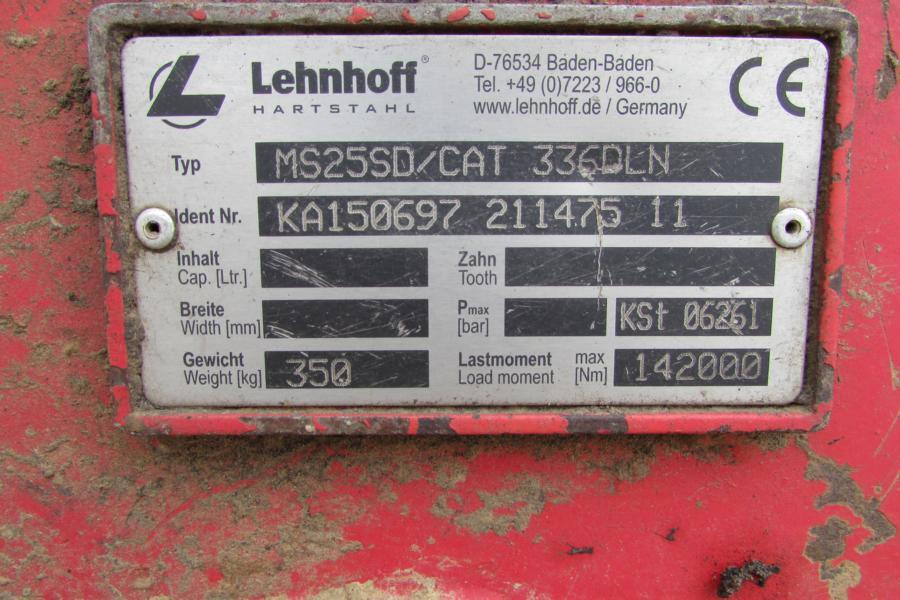 Lehnhoff®
HARTSTAHL
D-76534 Baden-Baden
Tel. +49 (0)7223 / 966-0
www.lehnhoff.de / Germany
CE
Typ MS25SD/CAT 336DLN
Ident Nr. KA150697 211475 11
Inhalt
Cap. [Ltr.]
Zahn
Tooth
Breite
Width [mm]
Pmax
[bar]
KSt 06261
Gewicht
Weight [kg]
350
Lastmoment max
Load moment [Nm]
142000